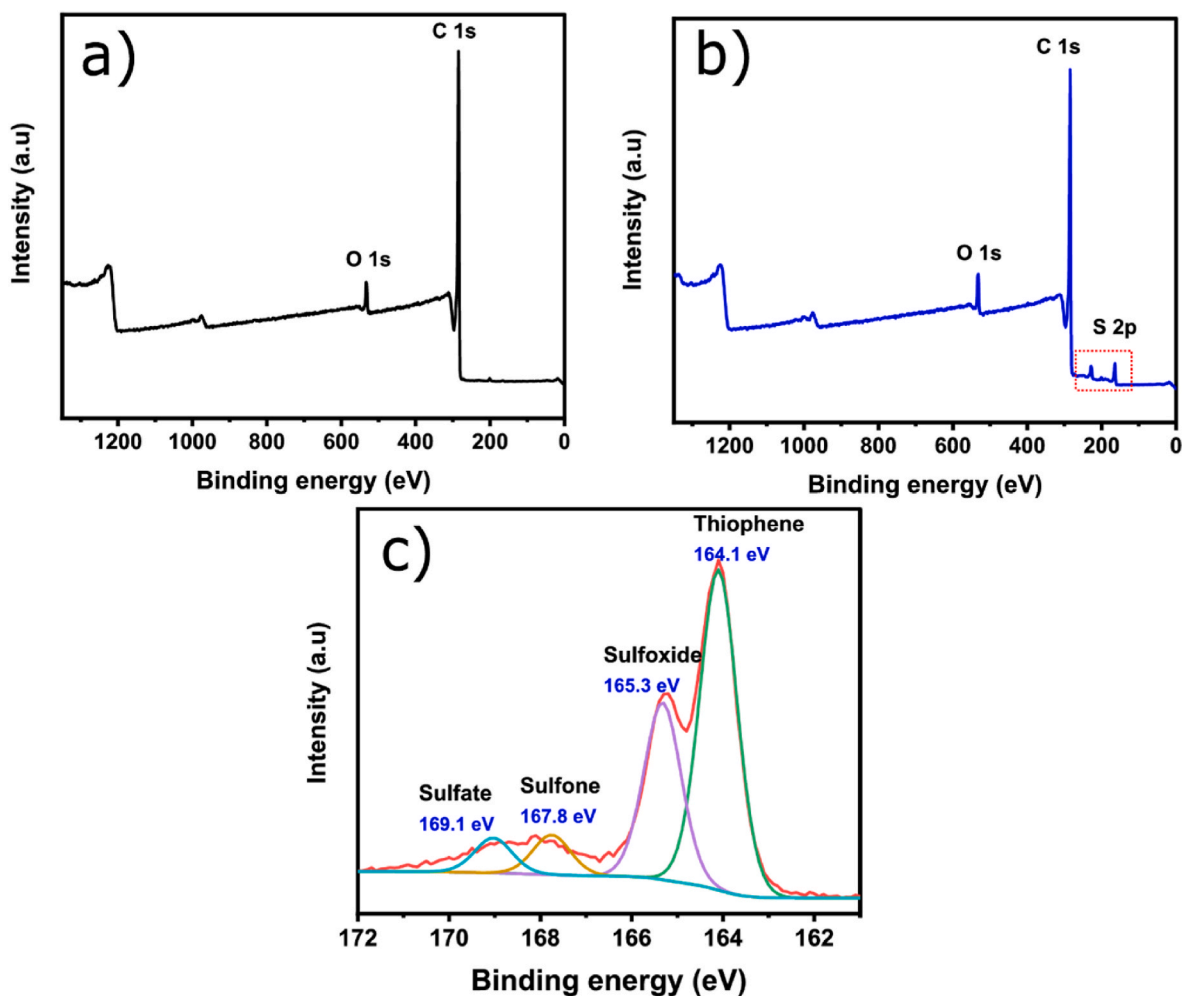 a)
C 1s
O 1s
Intensity (a.u)
1200 1000 800 600 400 200 0
Binding energy (eV)
b)
C 1s
O 1s
S 2p
Intensity (a.u)
1200 1000 800 600 400 200 0
Binding energy (eV)
c)
Thiophene
164.1 eV
Sulfoxide
165.3 eV
Sulfate
169.1 eV
Sulfone
167.8 eV
Intensity (a.u)
172 170 168 166 164 162
Binding energy (eV)